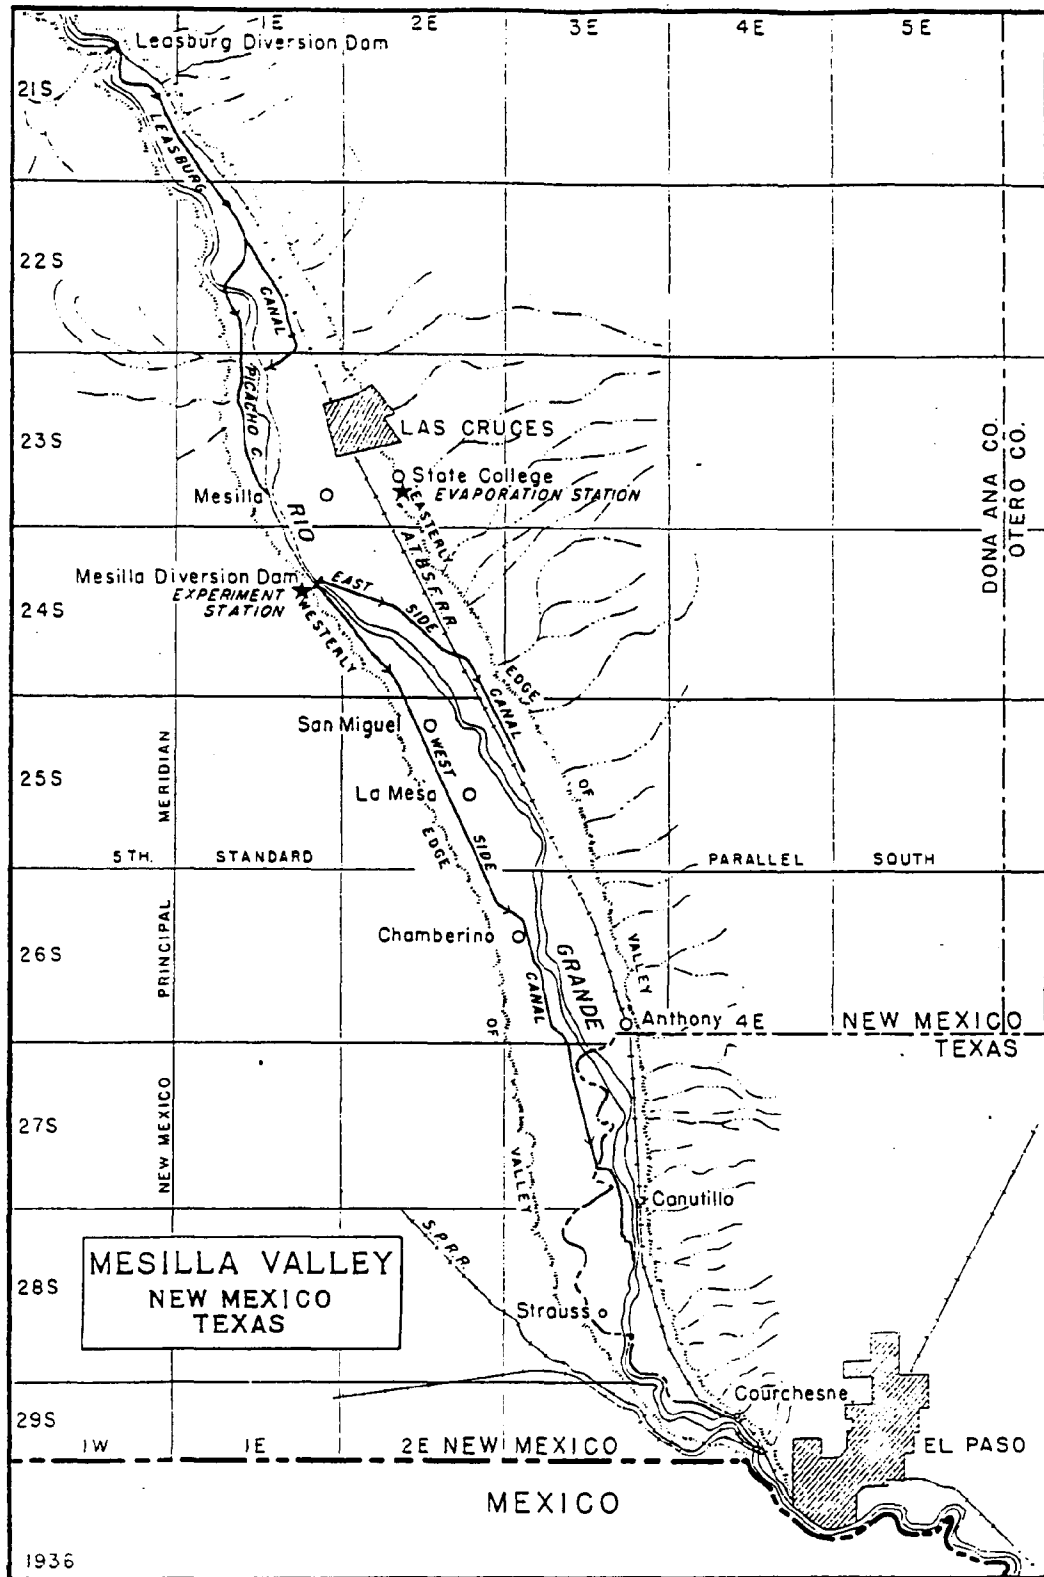 1E 3E 4E 5E
Leasburg Diversion Dam
21S
LEASBURG
22S
CANAL
PICACHO C.
23S
LAS CRUCES
State College
EVAPORATION STATION
Mesilla
RIO
EASTERLY
A.T.&S.F.R.R.
DONA ANA CO.
OTERO CO.
Mesilla Diversion Dam
EXPERIMENT
STATION
EAST
SIDE
CANAL
24S
WESTERLY
EDGE
San Miguel
WEST
25S
MERIDIAN
La Mesa
OF
SIDE
EDGE
5TH. STANDARD PARALLEL SOUTH
Chamberino
26S
PRINCIPAL
GRANDE
VALLEY
CANAL
OF
Anthony 4E
NEW MEXICO
TEXAS
27S
NEW MEXICO
VALLEY
Canutillo
S.P.R.R.
MESILLA VALLEY
NEW MEXICO
TEXAS
28S
Strauss
Courchesne
29S
1W 1E 2E NEW MEXICO
EL PASO
MEXICO
1936